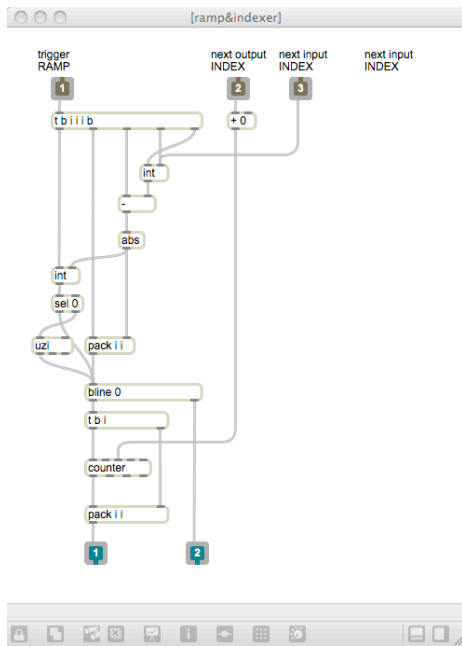 [ramp&indexer]
trigger
RAMP
next output
INDEX
next input
INDEX
next input
INDEX
1
2
3
t b i i i b
+ 0
int
-
abs
int
sel 0
uzi
pack i i
bline 0
t b i
counter
pack i i
1
2